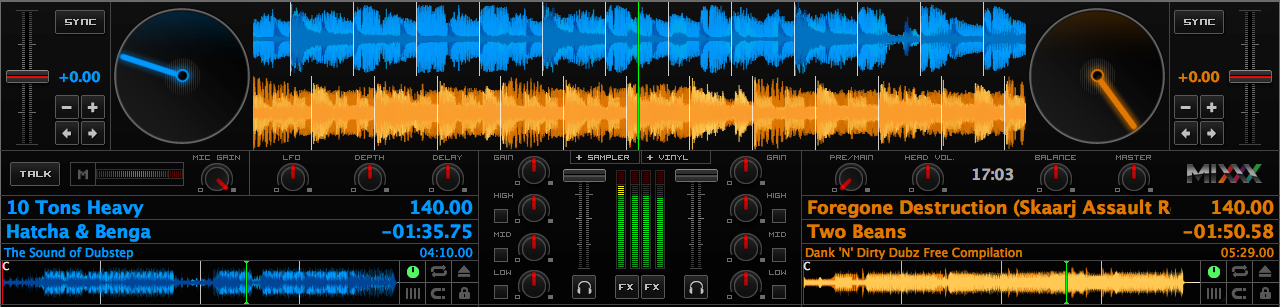 SYNC
+0.00
SYNC
+0.00
TALK
M
MIC GAIN
LFO
DEPTH
DELAY
GAIN
+ SAMPLER
+ VINYL
GAIN
PRE/MAIN
HEAD VOL.
17:03
BALANCE
MASTER
MIXXX
10 Tons Heavy
140.00
Hatcha & Benga
-01:35.75
The Sound of Dubstep
04:10.00
C
HIGH
MID
LOW
FX
FX
HIGH
MID
LOW
Foregone Destruction (Skaarj Assault R
140.00
Two Beans
-01:50.58
Dank 'N' Dirty Dubz Free Compilation
05:29.00
C